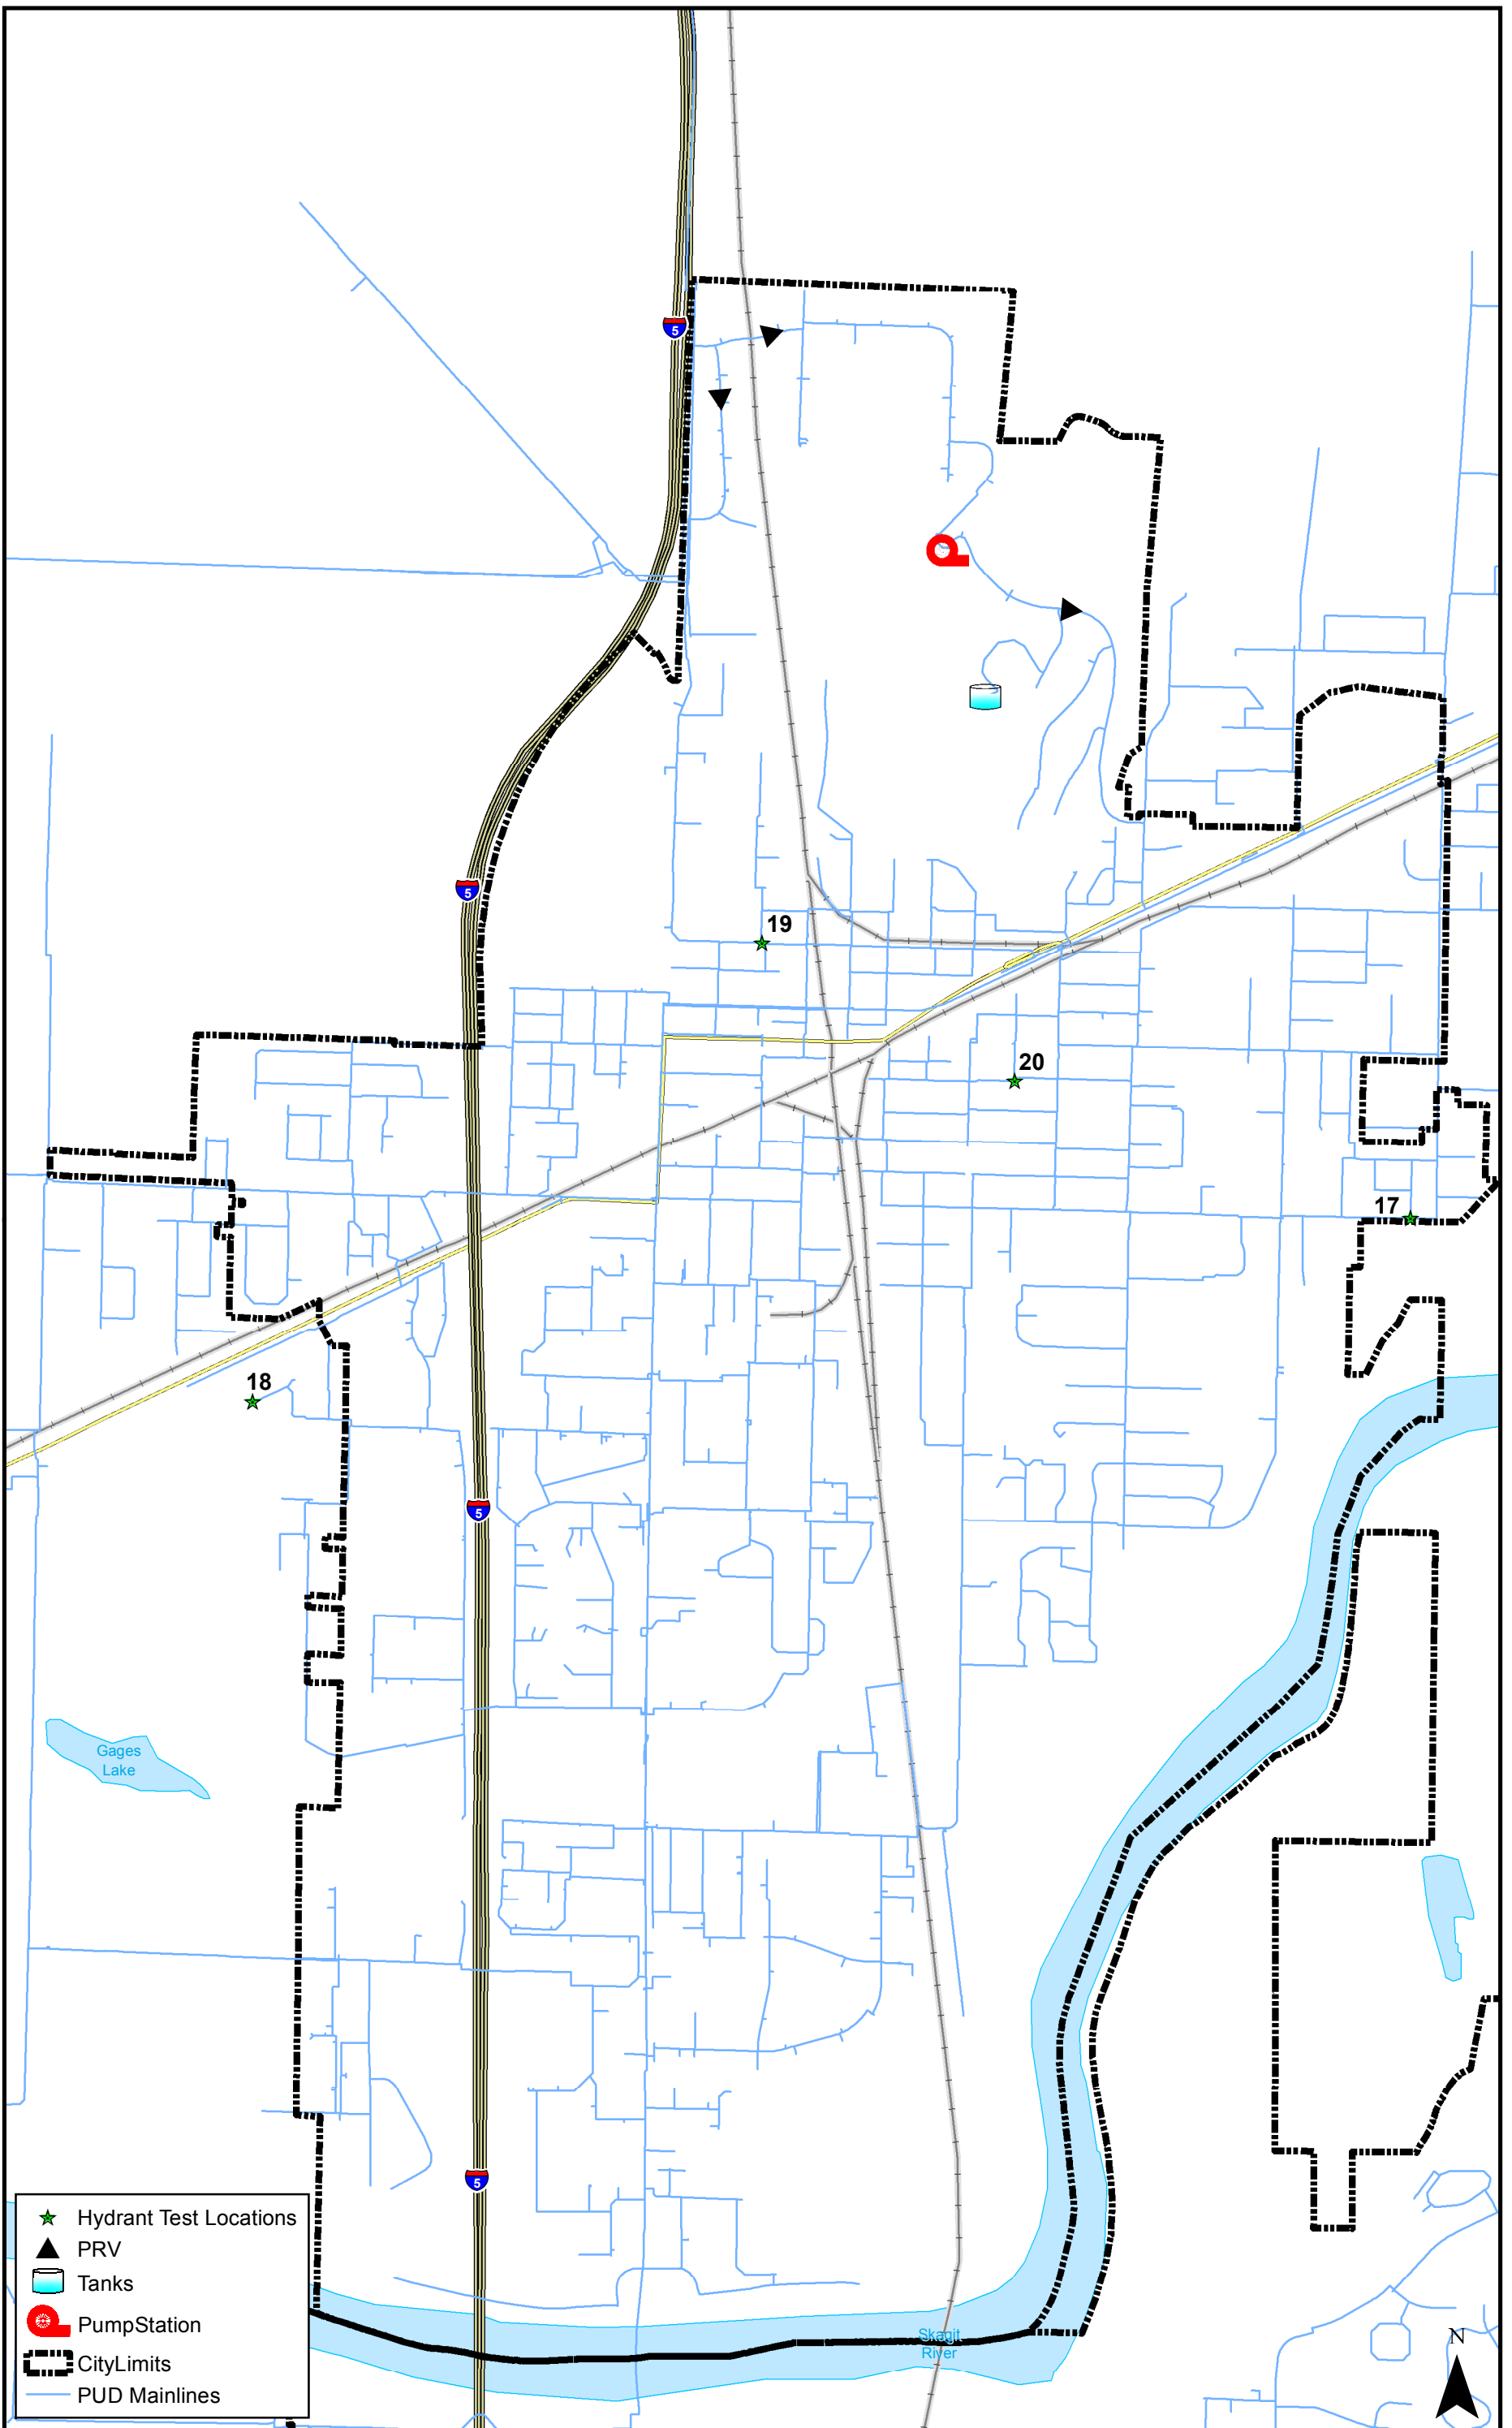 5
5
19
20
17
18
5
Gages
Lake
5
Hydrant Test Locations
PRV
Tanks
PumpStation
CityLimits
PUD Mainlines
Skagit
River
N